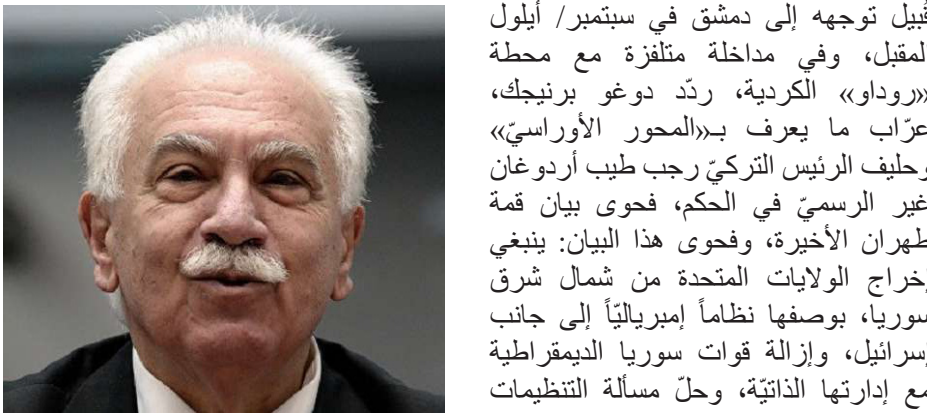 قُبيل توجهه إلى دمشق في سبتمبر/ أيلول
المقبل، وفي مداخلة متلفزة مع محطة
«روداو» الكردية، ردّد دوغو برنيجك،
عرّاب ما يعرف بـ«المحور الأوراسيّ»
وحليف الرئيس التركيّ رجب طيب أردوغان
غير الرسميّ في الحكم، فحوى بيان قمة
طهران الأخيرة، وفحوى هذا البيان: ينبغي
إخراج الولايات المتحدة من شمال شرق
سوريا، بوصفها نظاماً إمبرياليّاً إلى جانب
إسرائيل، وإزالة قوات سوريا الديمقراطية
مع إدارتها الذاتيّة، وحلّ مسألة التنظيمات